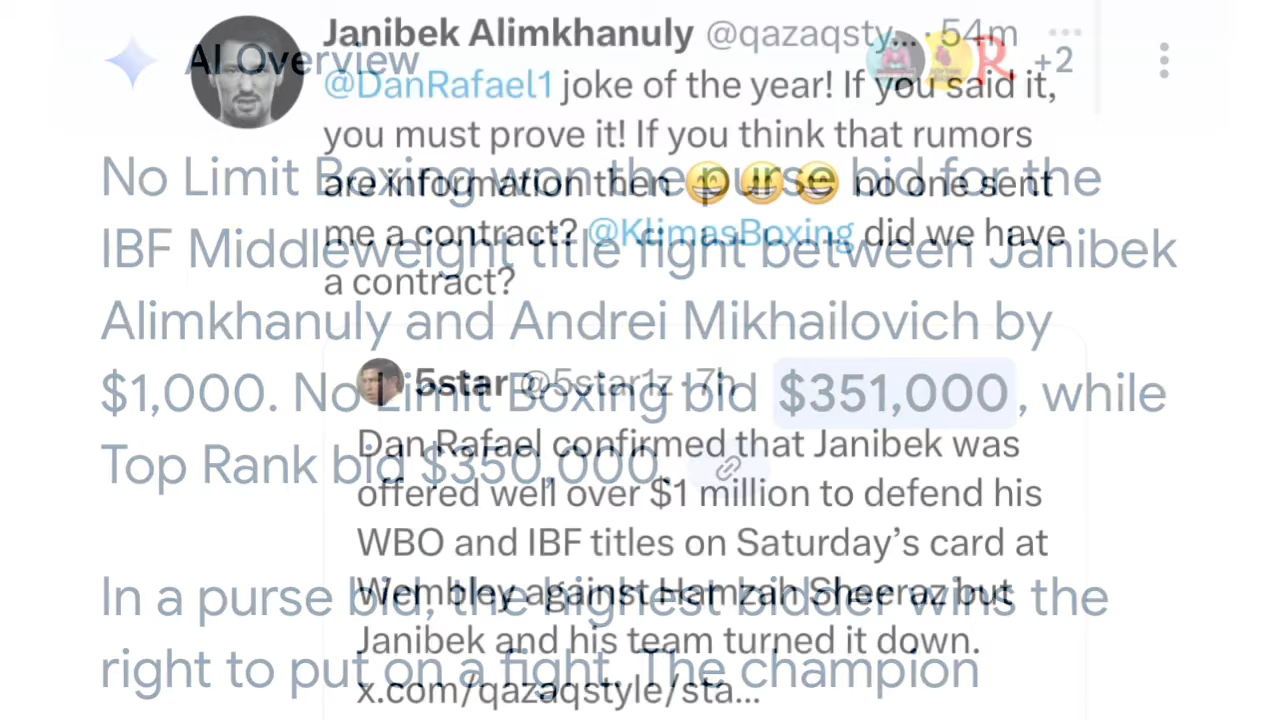 Janibek Alimkhanuly @qazaqsty... · 54m
@DanRafael1 joke of the year! If you said it,
you must prove it! If you think that rumors
are information then 😁😁😁 no one sent
me a contract? @KlimasBoxing did we have
a contract?
5star @5star1z · 7h
Dan Rafael confirmed that Janibek was
offered well over $1 million to defend his
WBO and IBF titles on Saturday’s card at
Wembley against Hamzah Sheeraz but
Janibek and his team turned it down.
x.com/qazaqstyle/sta...
AI Overview
R +2
No Limit Boxing won the purse bid for the
IBF Middleweight title fight between Janibek
Alimkhanuly and Andrei Mikhailovich by
$1,000. No Limit Boxing bid $351,000, while
Top Rank bid $350,000.
In a purse bid, the highest bidder wins the
right to put on a fight. The champion